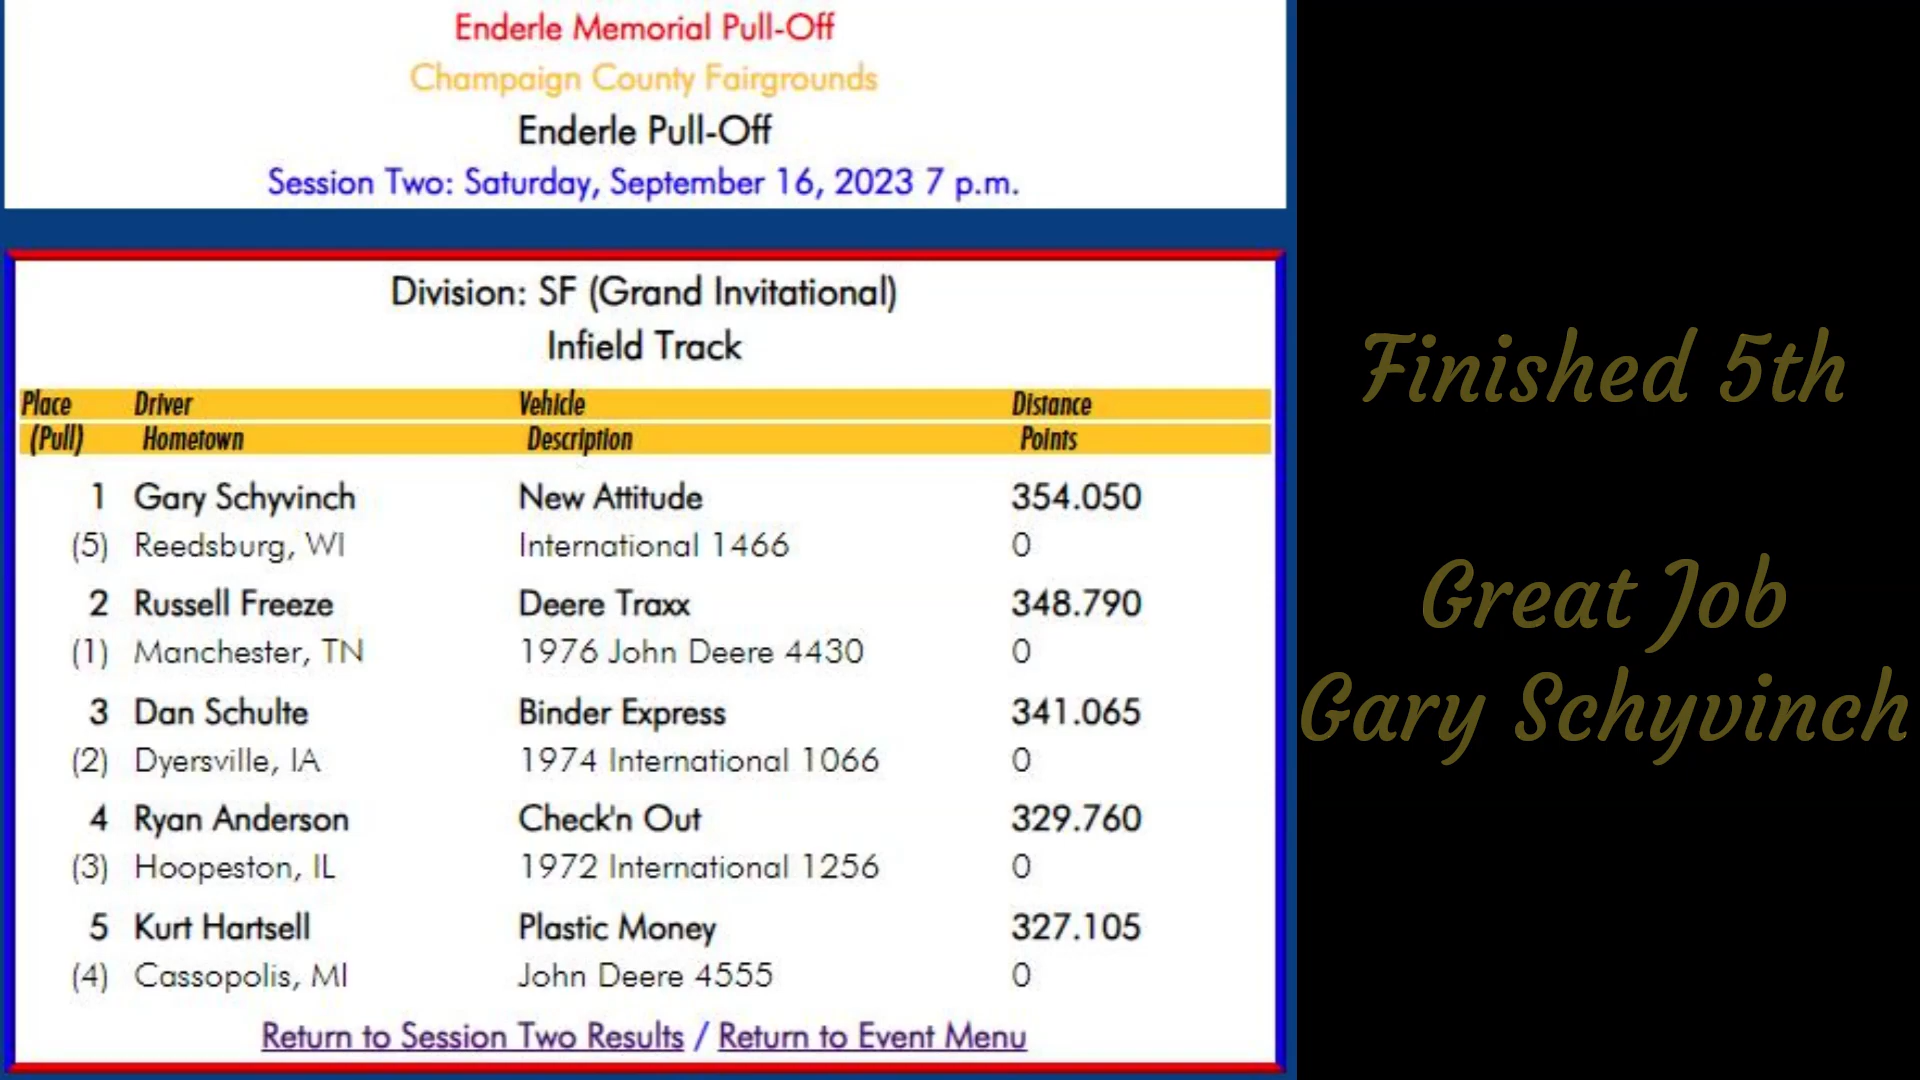 Enderle Memorial Pull-Off
Champaign County Fairgrounds
Enderle Pull-Off
Session Two: Saturday, September 16, 2023 7 p.m.
Division: SF (Grand Invitational)
Infield Track
Place Driver Vehicle Distance
(Pull) Hometown Description Points
1 Gary Schyvinch New Attitude 354.050
(5) Reedsburg, WI International 1466 0
2 Russell Freeze Deere Traxx 348.790
(1) Manchester, TN 1976 John Deere 4430 0
3 Dan Schulte Binder Express 341.065
(2) Dyersville, IA 1974 International 1066 0
4 Ryan Anderson Check'n Out 329.760
(3) Hoopeston, IL 1972 International 1256 0
5 Kurt Hartsell Plastic Money 327.105
(4) Cassopolis, MI John Deere 4555 0
Return to Session Two Results / Return to Event Menu
Finished 5th
Great Job
Gary Schyvinch